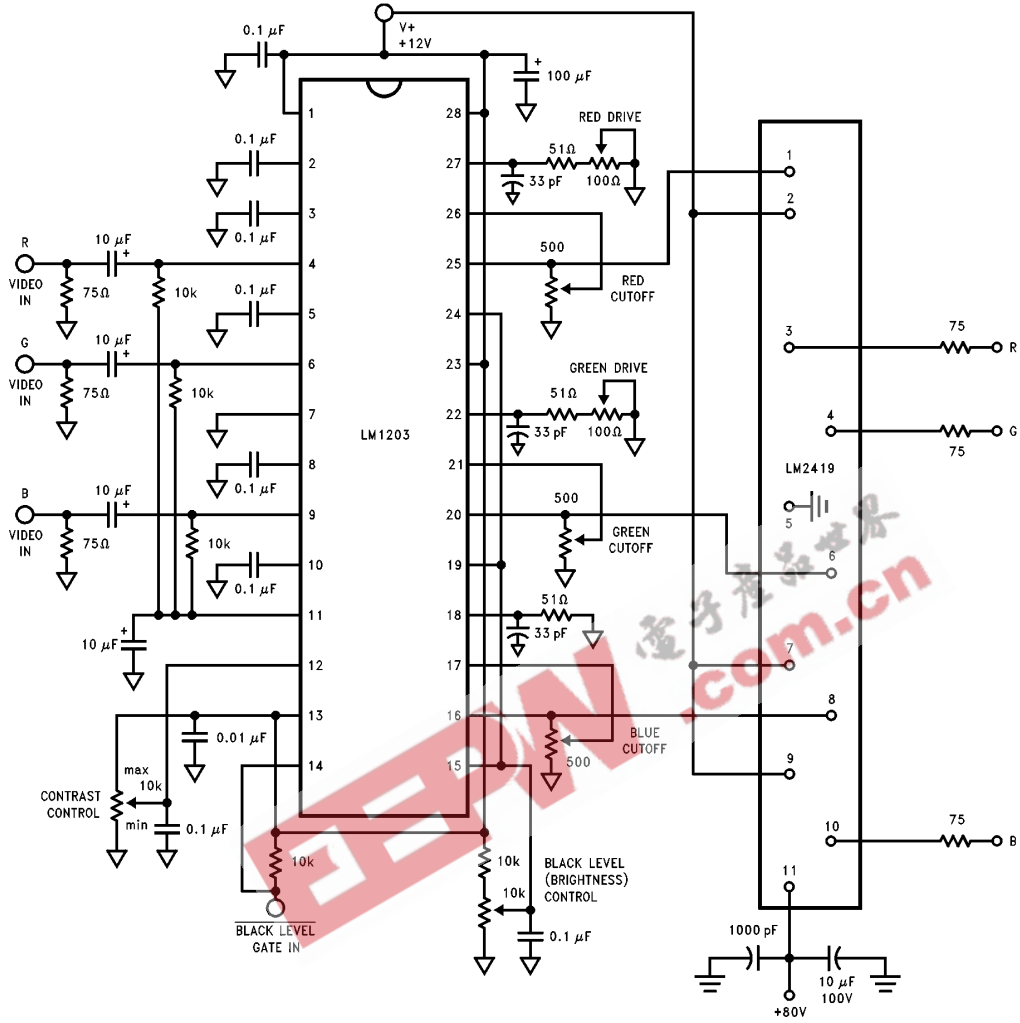 V+
+12V
0.1 μF
100 μF
1
28
RED DRIVE
0.1 μF
2
27
51Ω
33 pF
100Ω
1
3
26
0.1 μF
2
R
10 μF
+
500
4
25
VIDEO
IN
75Ω
10k
0.1 μF
RED
CUTOFF
5
24
3
75
R
G
10 μF
+
6
23
VIDEO
IN
75Ω
10k
GREEN DRIVE
51Ω
7
22
33 pF
100Ω
4
75
G
LM1203
8
21
0.1 μF
LM2419
B
10 μF
+
500
9
20
5
VIDEO
IN
75Ω
10k
GREEN
CUTOFF
10
19
6
0.1 μF
51Ω
11
18
10 μF
+
33 pF
12
17
7
13
16
8
0.01 μF
BLUE
CUTOFF
500
14
15
9
max
10k
CONTRAST
CONTROL
min
0.1 μF
10
75
B
10k
10k
BLACK LEVEL
(BRIGHTNESS)
CONTROL
10k
11
BLACK LEVEL
GATE IN
0.1 μF
1000 pF
10 μF
100V
+80V
EEPW
電子產品世界
.com.cn